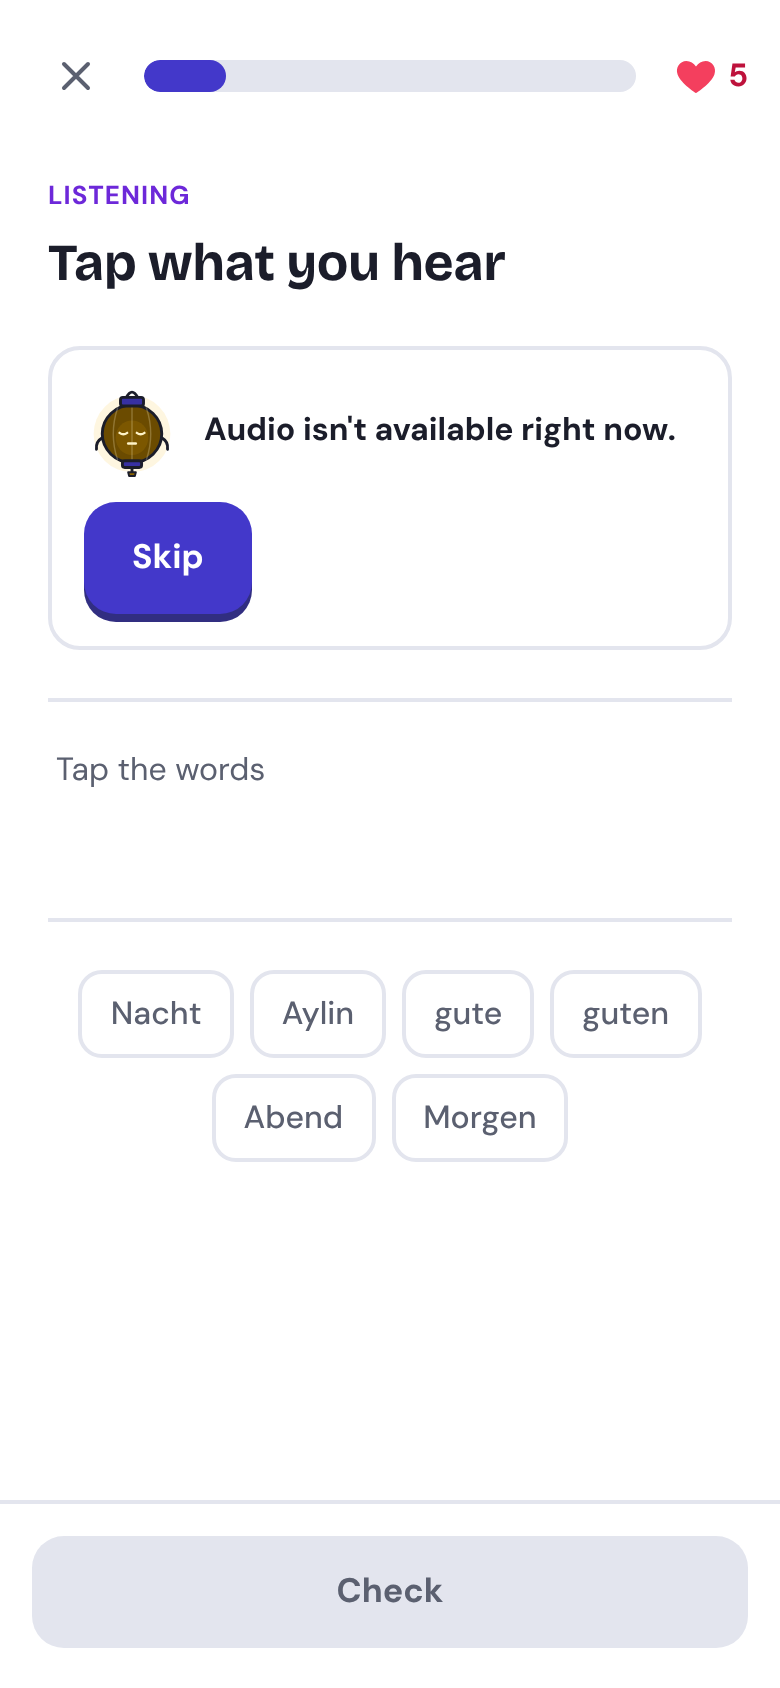 5
LISTENING
Tap what you hear
Audio isn't available right now.
Skip
Tap the words
Nacht Aylin gute guten
Abend Morgen
Check